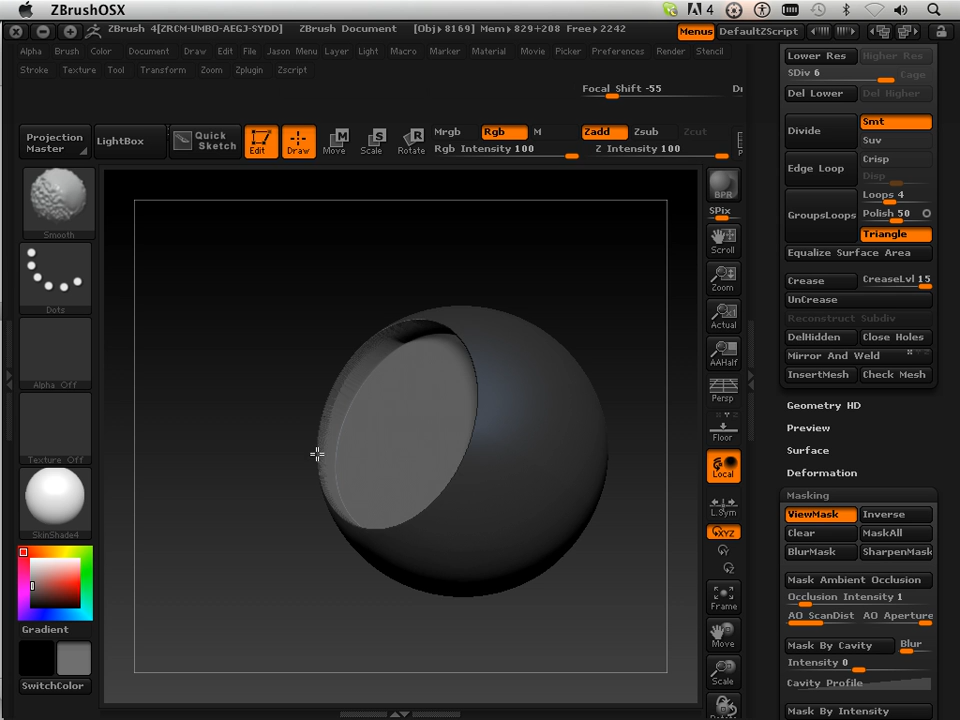 ZBrushOSX
4
ZBrush 4[ZRCM-UMBO-AEGJ-SYDD] ZBrush Document [Obj▸8169] Mem▸829+208 Free▸2242 Menus DefaultZScript
Alpha Brush Color Document Draw Edit File Jason Menu Layer Light Macro Marker Material Movie Picker Preferences Render Stencil
Stroke Texture Tool Transform Zoom Zplugin Zscript
Focal Shift -55
Projection Master
LightBox
Quick Sketch
Edit Draw Move Scale Rotate
Mrgb Rgb M Zadd Zsub Zcut
Rgb Intensity 100 Z Intensity 100
Smooth
Dots
Alpha Off
Texture Off
SkinShade4
Gradient
SwitchColor
BPR
SPix
Scroll
Zoom
Actual
AAHalf
Persp
Floor
Local
L.Sym
XYZ
Frame
Move
Scale
Lower Res Higher Res
SDiv 6 Cage
Del Lower Del Higher
Divide Smt
Suv
Edge Loop Crisp
Disp
Loops 4
GroupsLoops Polish 50
Triangle
Equalize Surface Area
Crease CreaseLvl 15
UnCrease
Reconstruct Subdiv
DelHidden Close Holes
Mirror And Weld
InsertMesh Check Mesh
Geometry HD
Preview
Surface
Deformation
Masking
ViewMask Inverse
Clear MaskAll
BlurMask SharpenMask
Mask Ambient Occlusion
Occlusion Intensity 1
AO ScanDist AO Aperture
Mask By Cavity Blur
Intensity 0
Cavity Profile
Mask By Intensity